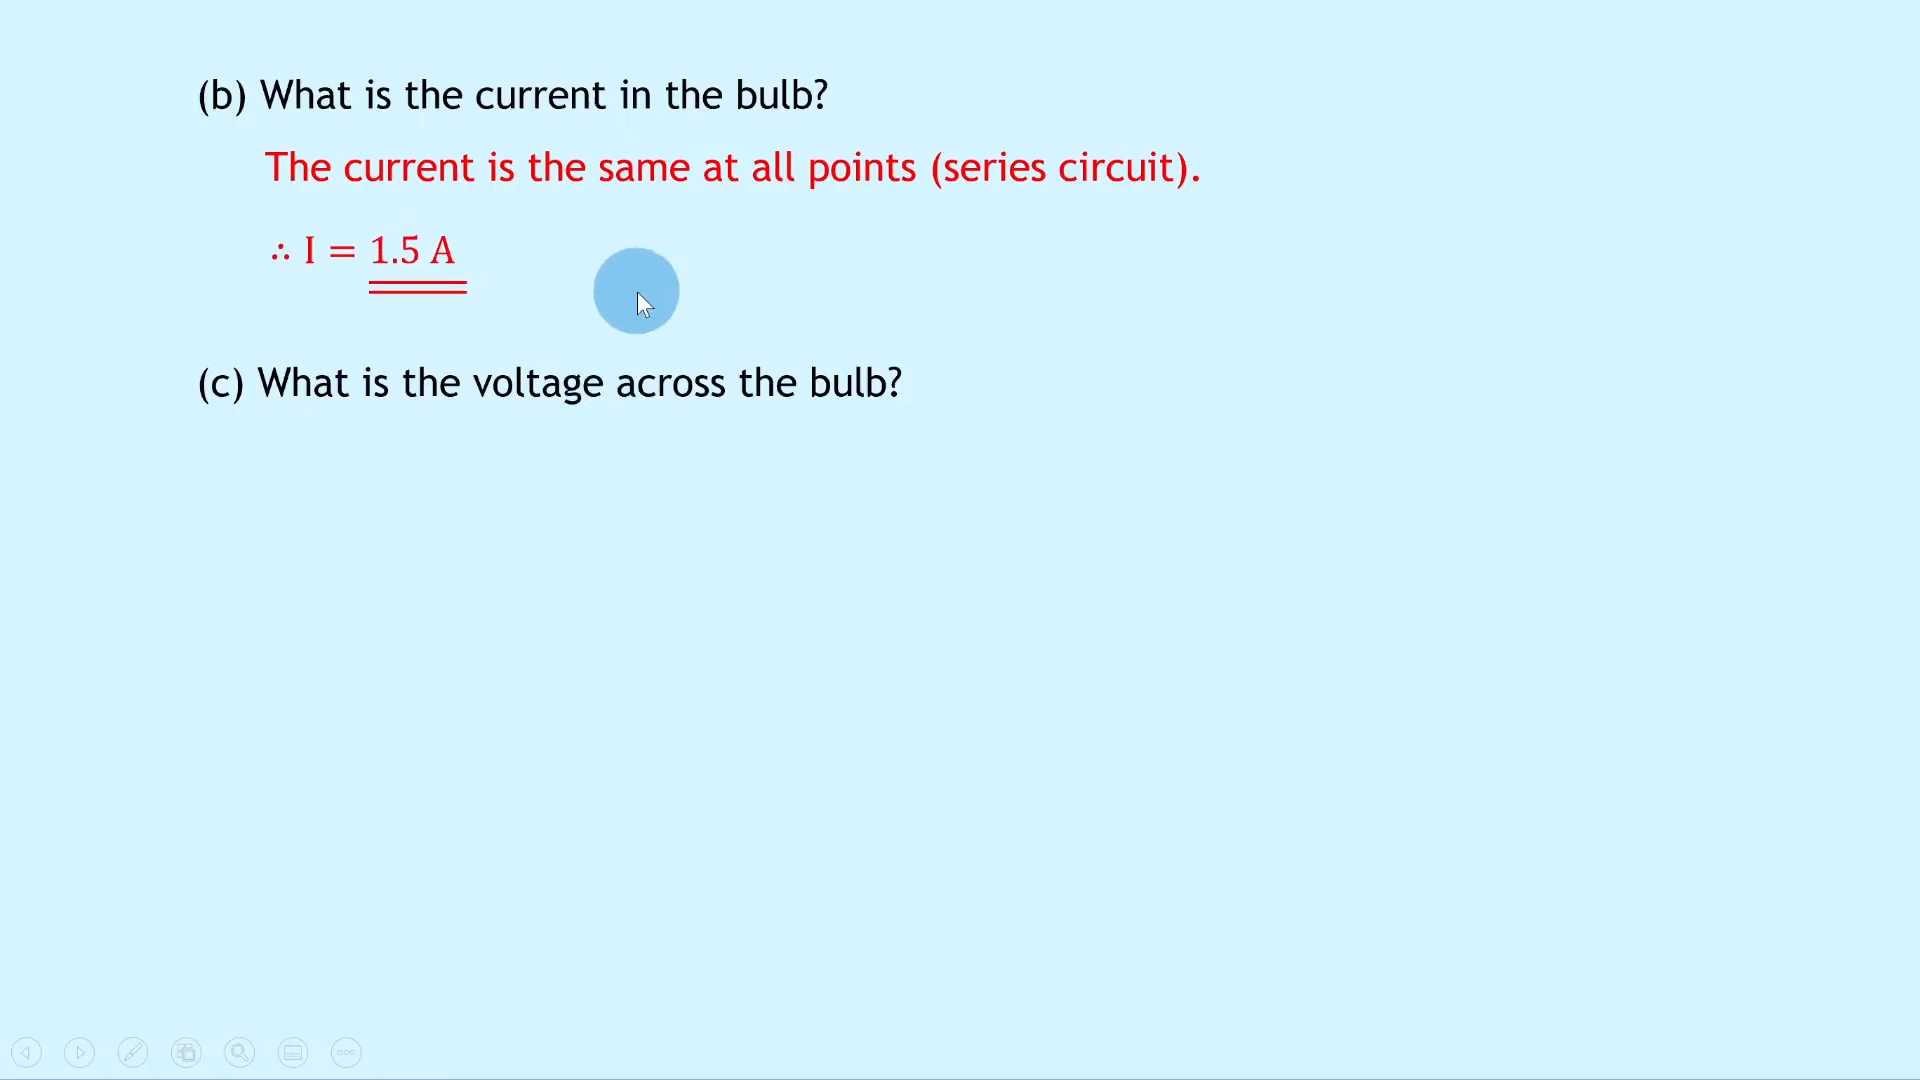 (b) What is the current in the bulb?
The current is the same at all points (series circuit).
∴ I = 1.5 A
(c) What is the voltage across the bulb?